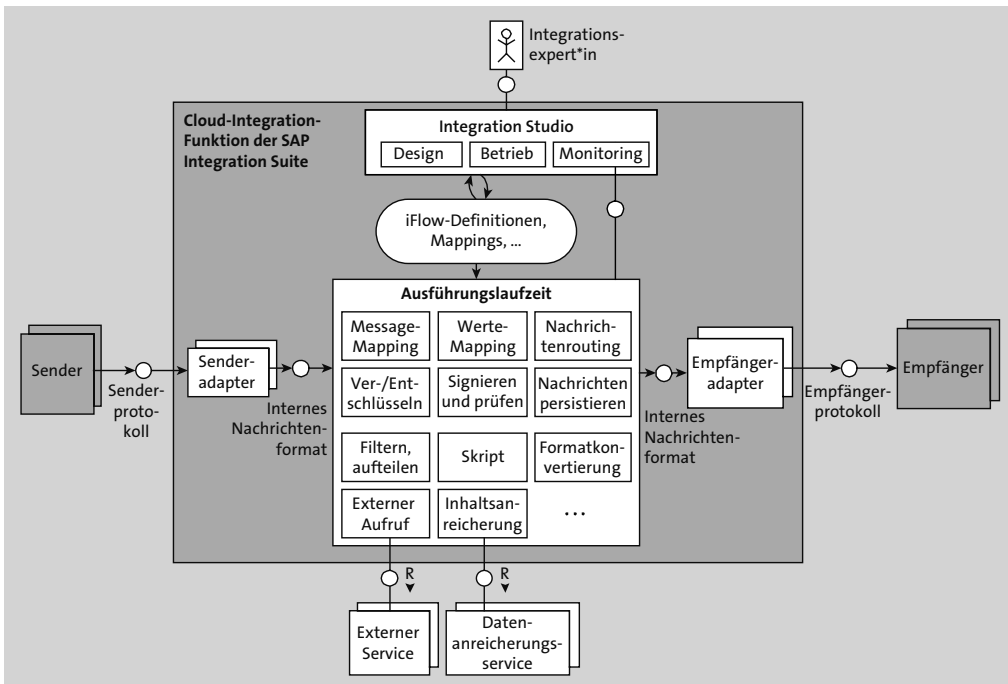 Integrations-
expert*in
Cloud-Integration-
Funktion der SAP
Integration Suite
Integration Studio
Design
Betrieb
Monitoring
iFlow-Definitionen,
Mappings, ...
Ausführungslaufzeit
Message-
Mapping
Werte-
Mapping
Nachrich-
tenrouting
Ver-/Ent-
schlüsseln
Signieren
und prüfen
Nachrichten
persistieren
Filtern,
aufteilen
Skript
Formatkon-
vertierung
Externer
Aufruf
Inhaltsan-
reicherung
...
Sender
Senderproto-
koll
Sender-
adapter
Internes
Nachrichten-
format
Internes
Nachrichten-
format
Empfänger-
adapter
Empfänger-
protokoll
Empfänger
R
R
Externer
Service
Daten-
anreicherungs-
service